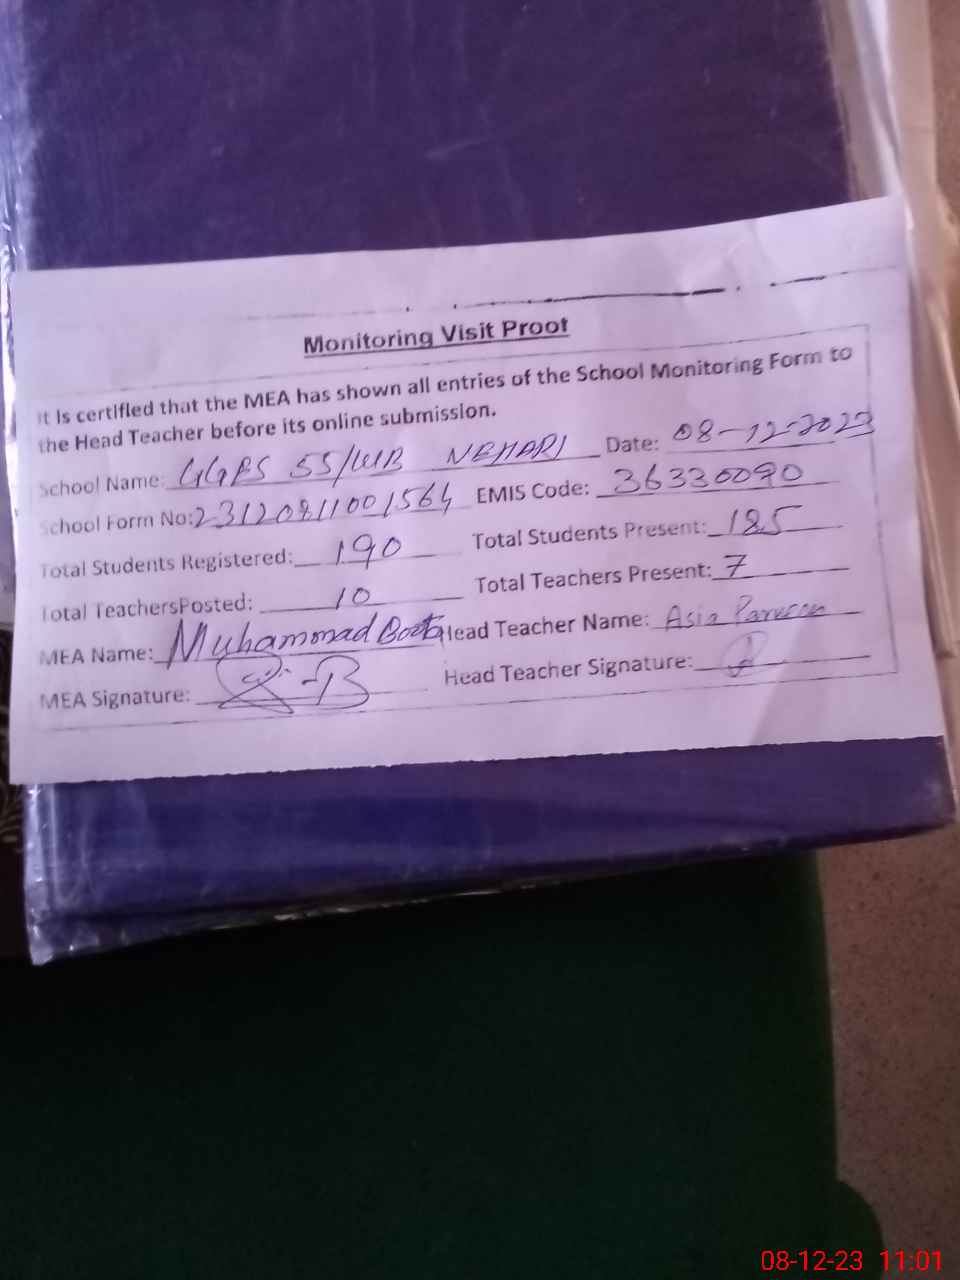 Monitoring Visit Proof
It is certified that the MEA has shown all entries of the School Monitoring Form to
the Head Teacher before its online submission.
School Name: GGPS 55/WB NEHARI Date: 08-12-2023
School Form No: 23120811001564 EMIS Code: 36330090
Total Students Registered: 190 Total Students Present: 185
Total TeachersPosted: 10 Total Teachers Present: 7
MEA Name: Muhammad Boota Head Teacher Name: Asia Parveen
MEA Signature: Head Teacher Signature:
08-12-23 11:01